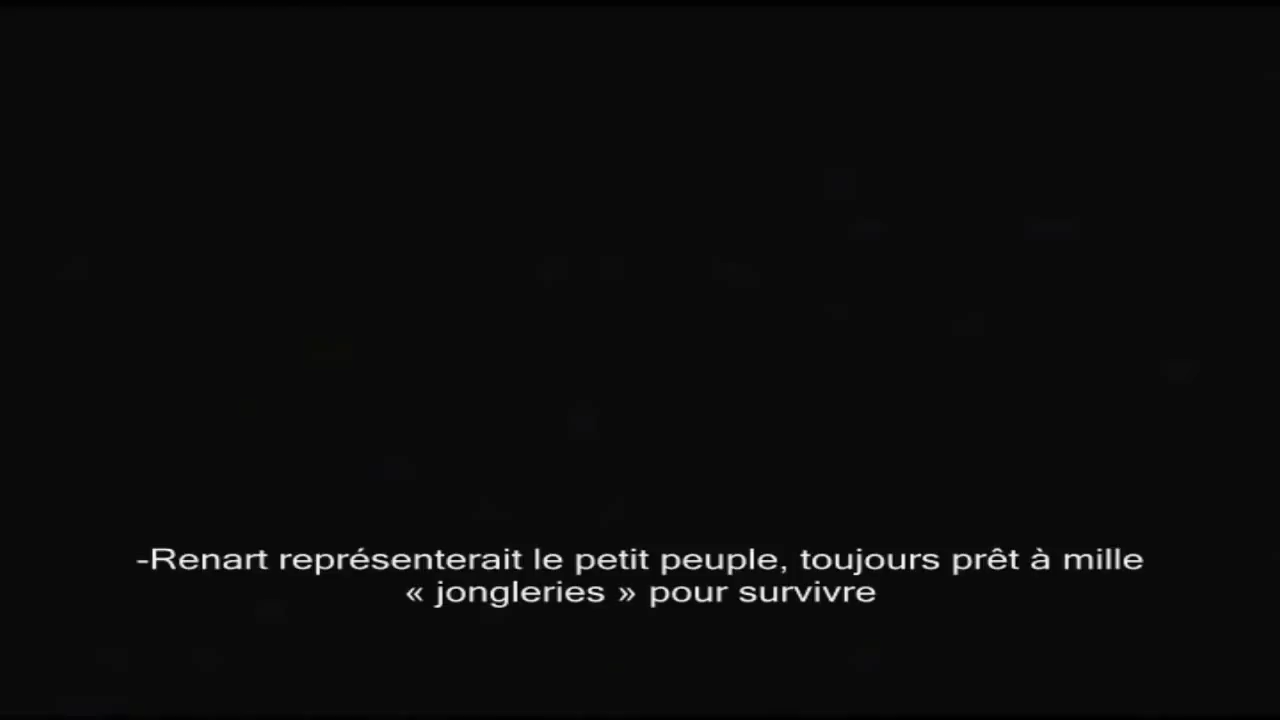 -Renart représenterait le petit peuple, toujours prêt à mille
« jongleries » pour survivre